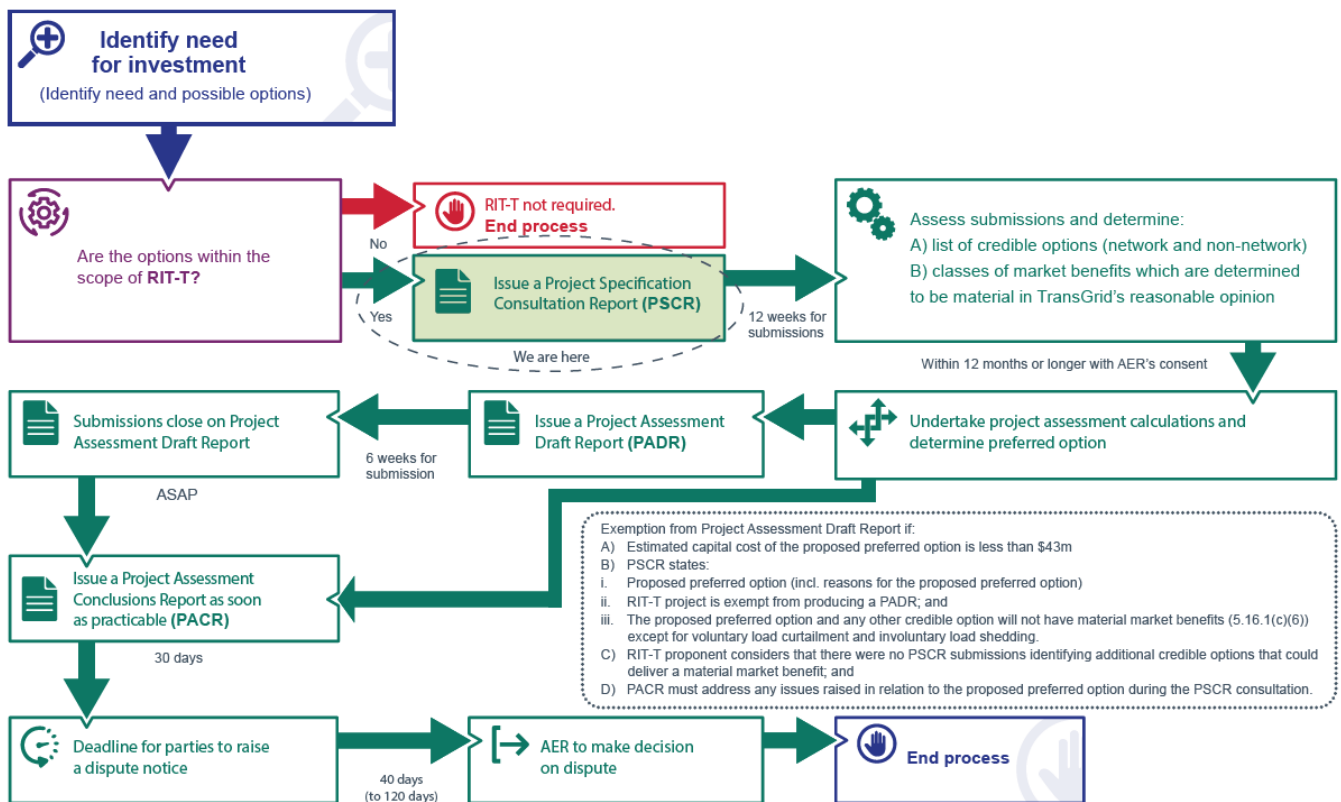 Identify need
for investment
(Identify need and possible options)
Are the options within the
scope of RIT-T?
No
RIT-T not required.
End process
Yes
Issue a Project Specification
Consultation Report (PSCR)
We are here
12 weeks for
submissions
Assess submissions and determine:
A) list of credible options (network and non-network)
B) classes of market benefits which are determined
to be material in TransGrid's reasonable opinion
Within 12 months or longer with AER's consent
Undertake project assessment calculations and
determine preferred option
Issue a Project Assessment
Draft Report (PADR)
6 weeks for
submission
Submissions close on Project
Assessment Draft Report
ASAP
Exemption from Project Assessment Draft Report if:
A) Estimated capital cost of the proposed preferred option is less than $43m
B) PSCR states:
i. Proposed preferred option (incl. reasons for the proposed preferred option)
ii. RIT-T project is exempt from producing a PADR; and
iii. The proposed preferred option and any other credible option will not have material market benefits (5.16.1(c)(6))
except for voluntary load curtailment and involuntary load shedding.
C) RIT-T proponent considers that there were no PSCR submissions identifying additional credible options that could
deliver a material market benefit; and
D) PACR must address any issues raised in relation to the proposed preferred option during the PSCR consultation.
Issue a Project Assessment
Conclusions Report as soon
as practicable (PACR)
30 days
Deadline for parties to raise
a dispute notice
40 days
(to 120 days)
AER to make decision
on dispute
End process